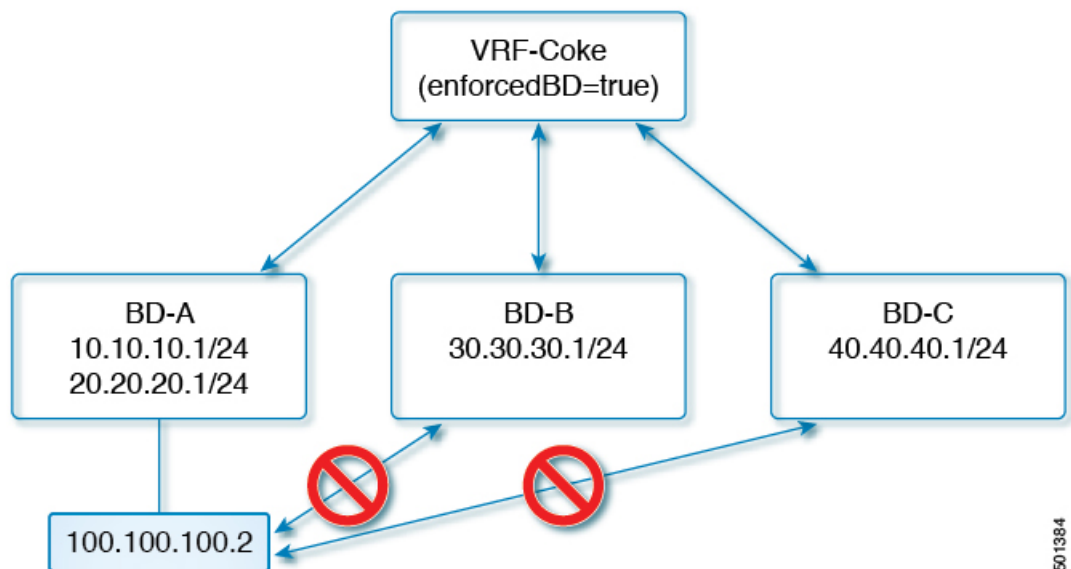 VRF-Coke
(enforcedBD=true)
BD-A
10.10.10.1/24
20.20.20.1/24
BD-B
30.30.30.1/24
BD-C
40.40.40.1/24
100.100.100.2
501384